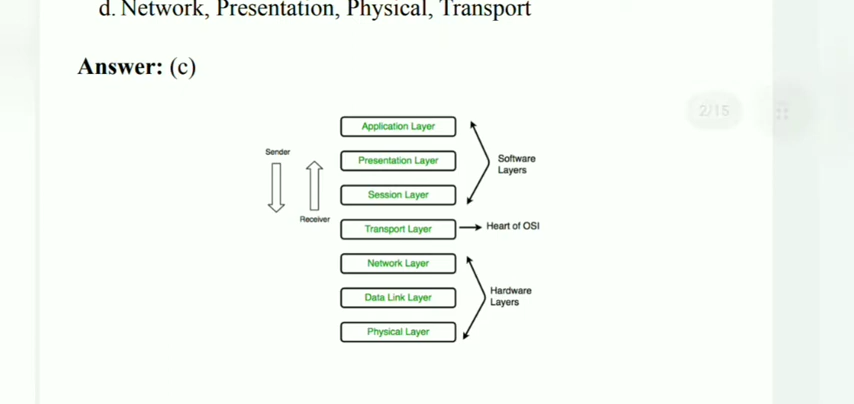 d. Network, Presentation, Physical, Transport
Answer: (c)
2/15
Application Layer
Presentation Layer
Session Layer
Transport Layer
Network Layer
Data Link Layer
Physical Layer
Sender
Receiver
Software
Layers
Heart of OSI
Hardware
Layers